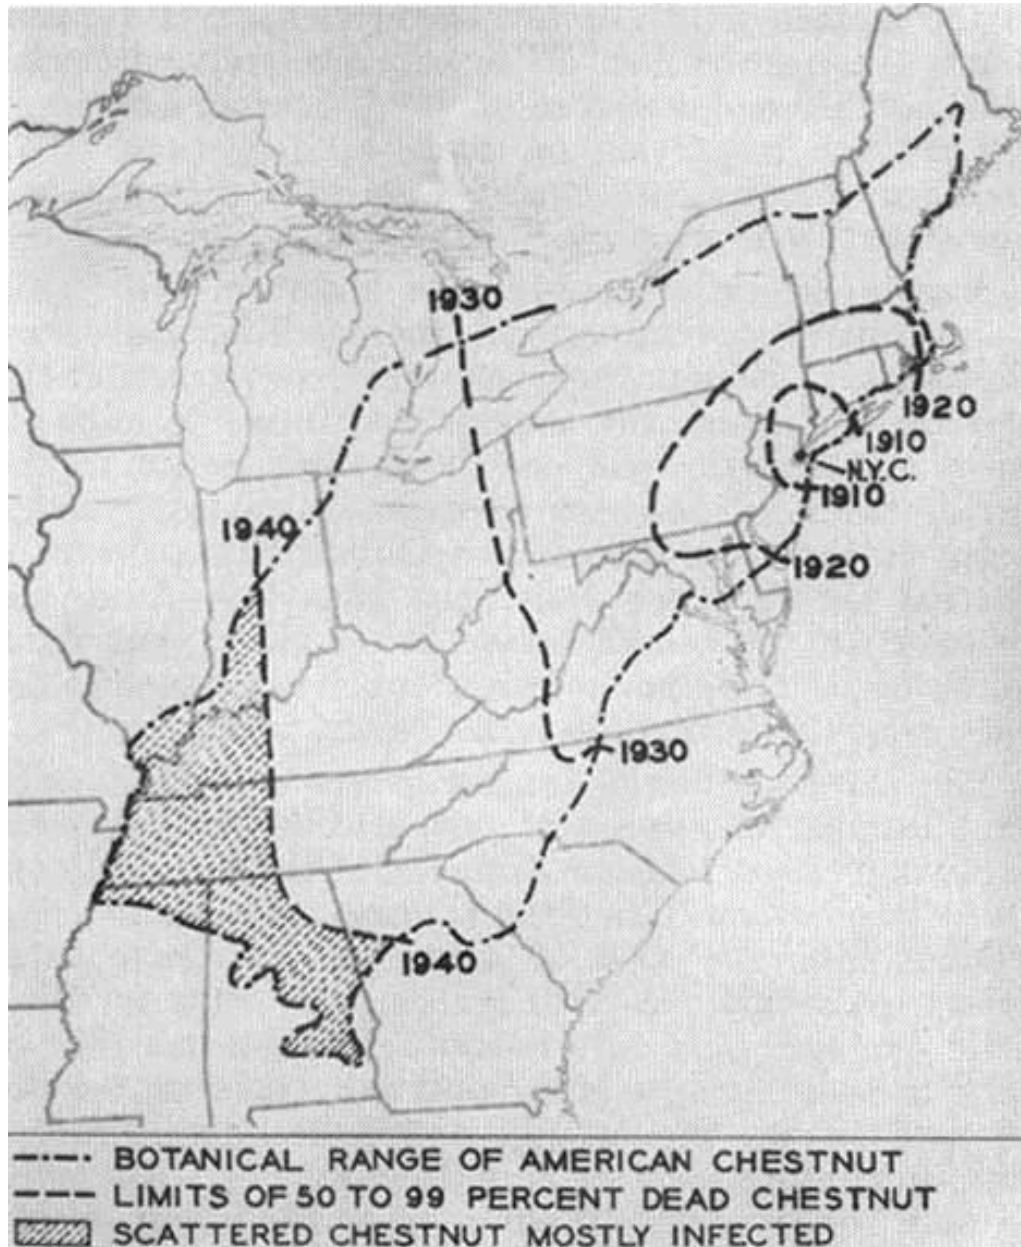 1930
1920
1910
N.Y.C.
1910
1940
1920
1930
1940
BOTANICAL RANGE OF AMERICAN CHESTNUT
LIMITS OF 50 TO 99 PERCENT DEAD CHESTNUT
SCATTERED CHESTNUT MOSTLY INFECTED